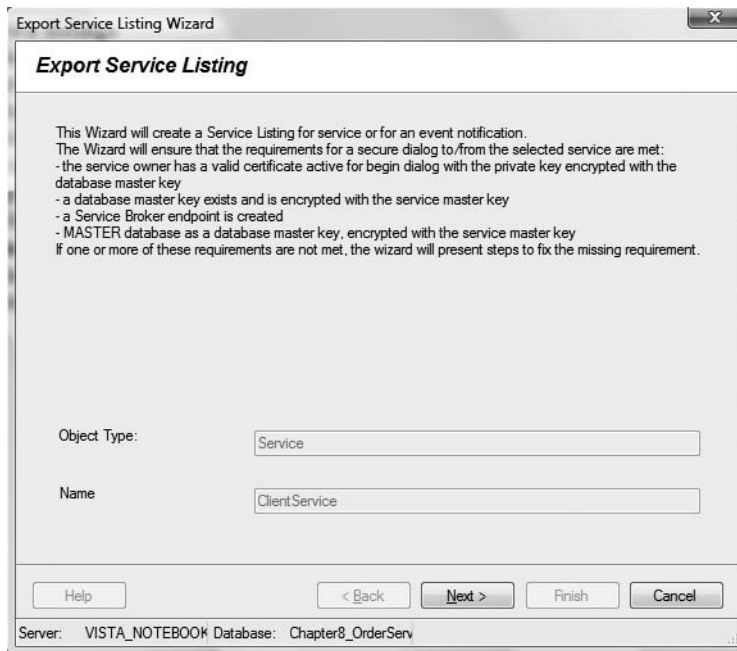 Export Service Listing Wizard
X
Export Service Listing
This Wizard will create a Service Listing for service or for an event notification.
The Wizard will ensure that the requirements for a secure dialog to/from the selected service are met:
- the service owner has a valid certificate active for begin dialog with the private key encrypted with the
database master key
- a database master key exists and is encrypted with the service master key
- a Service Broker endpoint is created
- MASTER database as a database master key, encrypted with the service master key
If one or more of these requirements are not met, the wizard will present steps to fix the missing requirement.
Object Type: Service
Name ClientService
Help < Back Next > Finish Cancel
Server: VISTA_NOTEBOOK Database: Chapter8_OrderServ